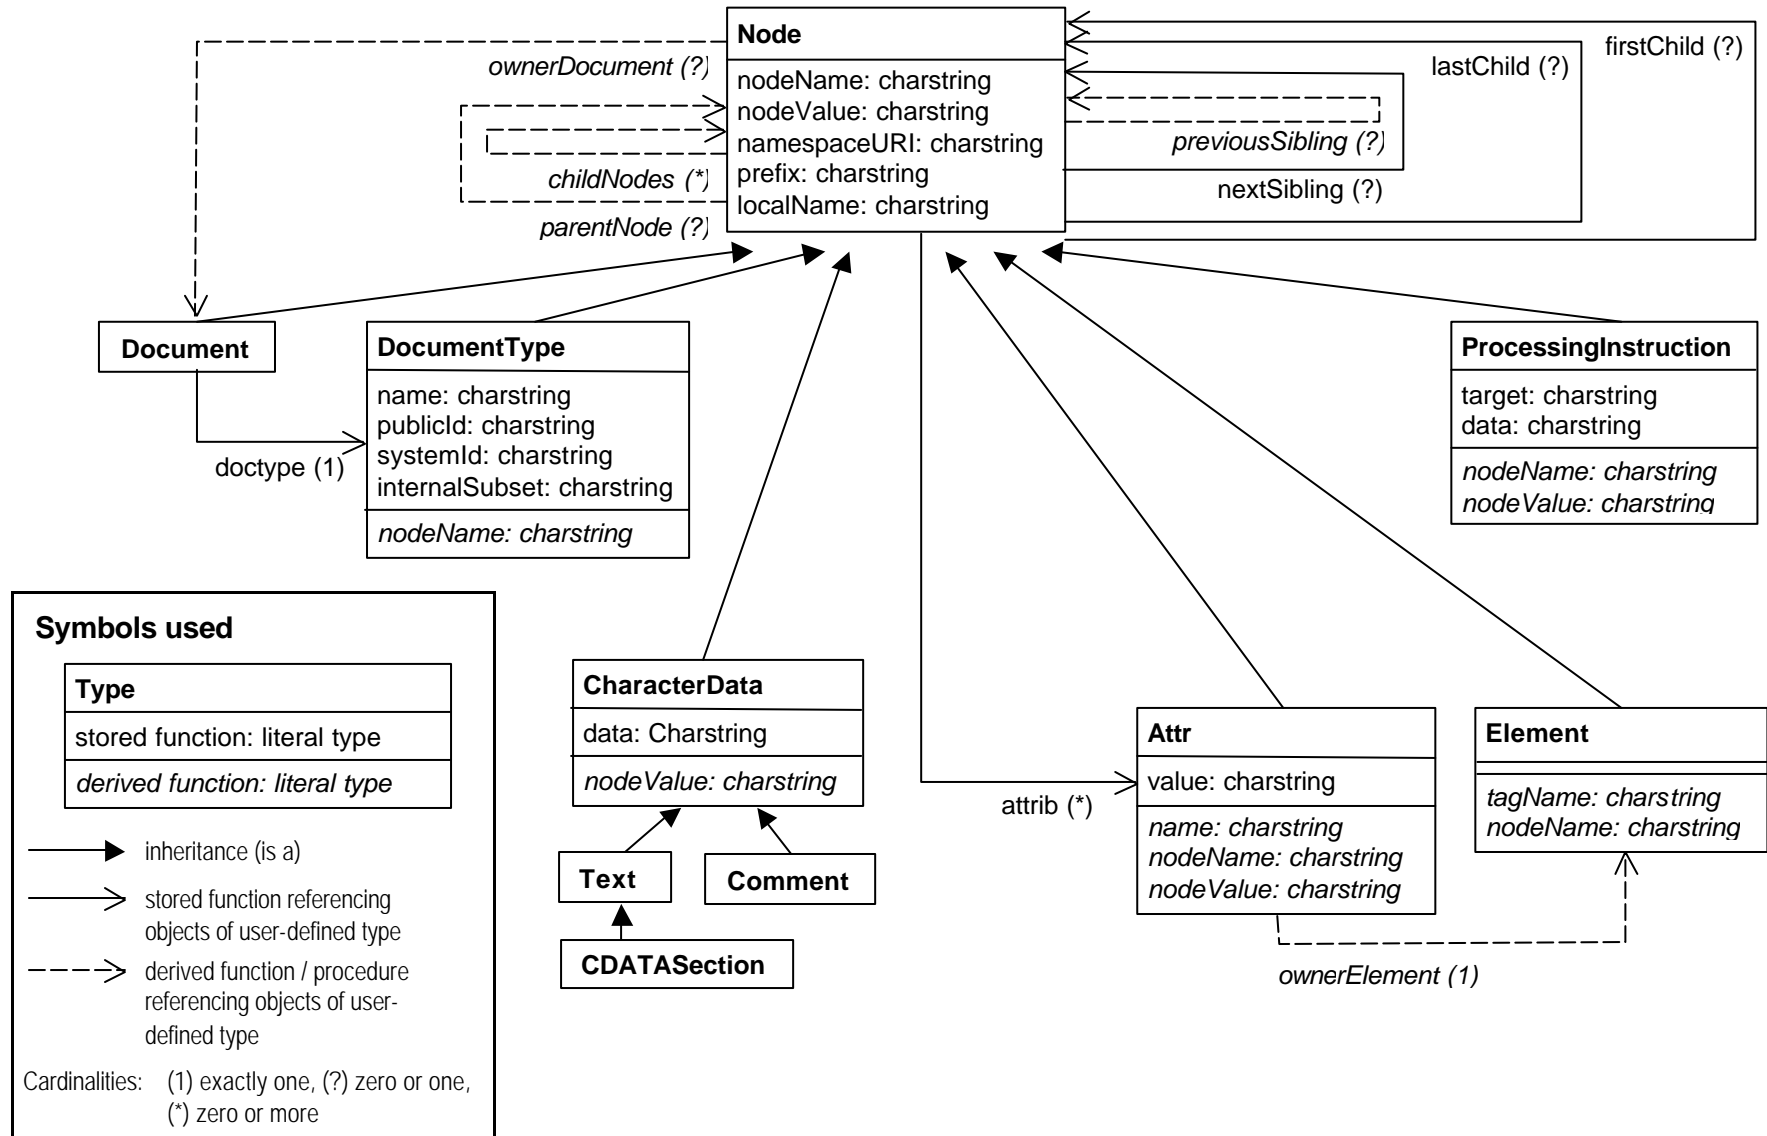 Node
nodeName: charstring
nodeValue: charstring
namespaceURI: charstring
prefix: charstring
localName: charstring
ownerDocument (?)
childNodes (*)
parentNode (?)
firstChild (?)
lastChild (?)
previousSibling (?)
nextSibling (?)
Document
doctype (1)
DocumentType
name: charstring
publicId: charstring
systemId: charstring
internalSubset: charstring
nodeName: charstring
ProcessingInstruction
target: charstring
data: charstring
nodeName: charstring
nodeValue: charstring
CharacterData
data: Charstring
nodeValue: charstring
Text
Comment
CDATASection
attrib (*)
Attr
value: charstring
name: charstring
nodeName: charstring
nodeValue: charstring
Element
tagName: charstring
nodeName: charstring
ownerElement (1)
Symbols used
Type
stored function: literal type
derived function: literal type
inheritance (is a)
stored function referencing
objects of user-defined type
derived function / procedure
referencing objects of user-
defined type
Cardinalities: (1) exactly one, (?) zero or one,
(*) zero or more